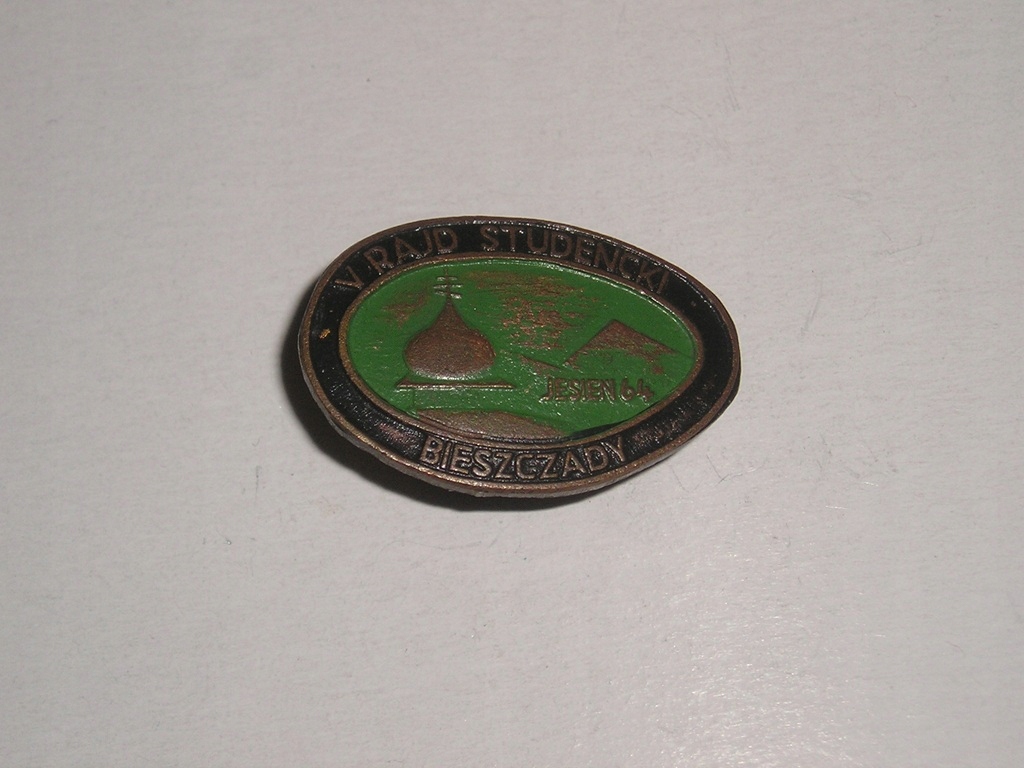 V RAJD STUDENCKI
JESIEŃ 64
BIESZCZADY